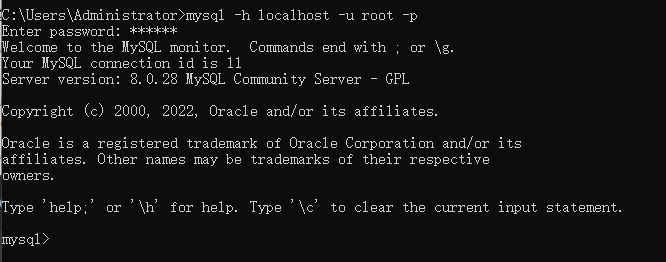 C:\Users\Administrator>mysql -h localhost -u root -p
Enter password: ******
Welcome to the MySQL monitor.  Commands end with ; or \g.
Your MySQL connection id is 11
Server version: 8.0.28 MySQL Community Server - GPL
Copyright (c) 2000, 2022, Oracle and/or its affiliates.
Oracle is a registered trademark of Oracle Corporation and/or its
affiliates. Other names may be trademarks of their respective
owners.
Type 'help;' or '\h' for help. Type '\c' to clear the current input statement.
mysql>